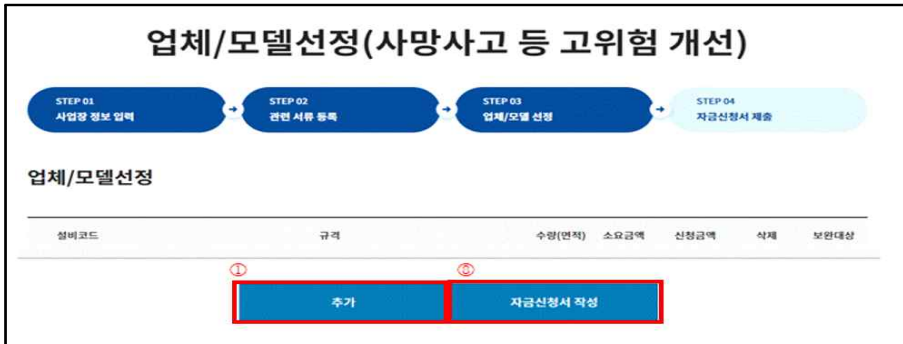 업체/모델선정(사망사고 등 고위험 개선)
STEP 01
사업장 정보 입력
STEP 02
관련 서류 등록
STEP 03
업체/모델 선정
STEP 04
자금신청서 제출
업체/모델선정
설비코드 규격 수량(면적) 소요금액 신청금액 삭제 보완대상
①
추가 자금신청서 작성